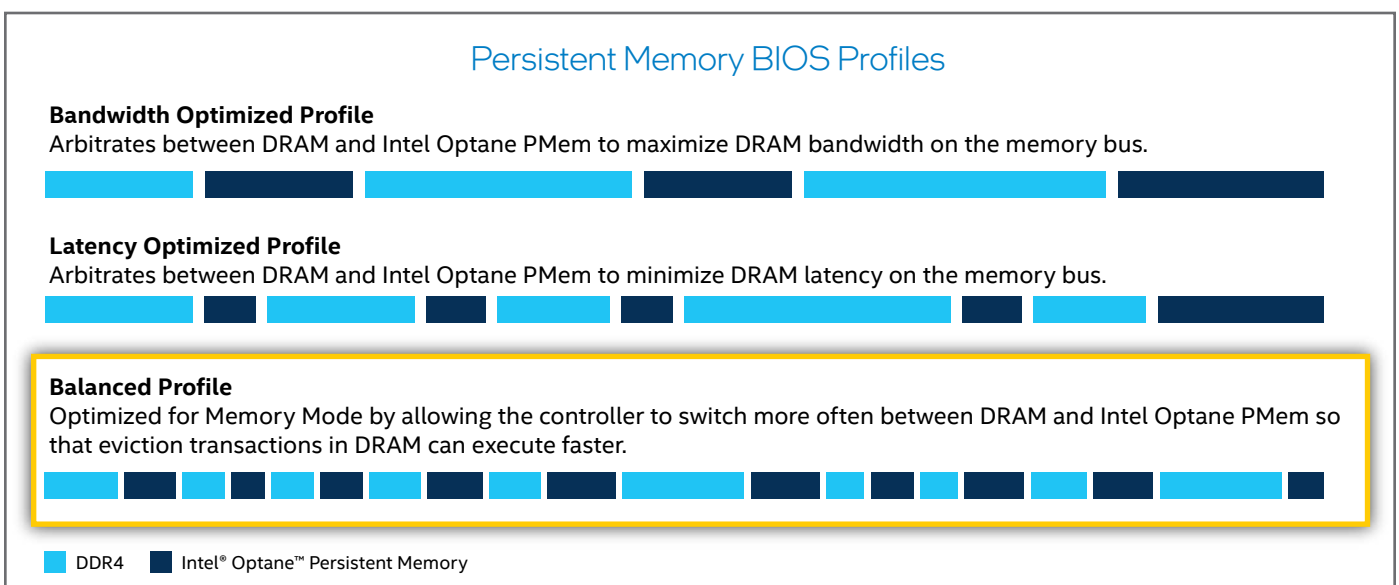 Persistent Memory BIOS Profiles
Bandwidth Optimized Profile
Arbitrates between DRAM and Intel Optane PMem to maximize DRAM bandwidth on the memory bus.
Latency Optimized Profile
Arbitrates between DRAM and Intel Optane PMem to minimize DRAM latency on the memory bus.
Balanced Profile
Optimized for Memory Mode by allowing the controller to switch more often between DRAM and Intel Optane PMem so
that eviction transactions in DRAM can execute faster.
DDR4 Intel® Optane™ Persistent Memory